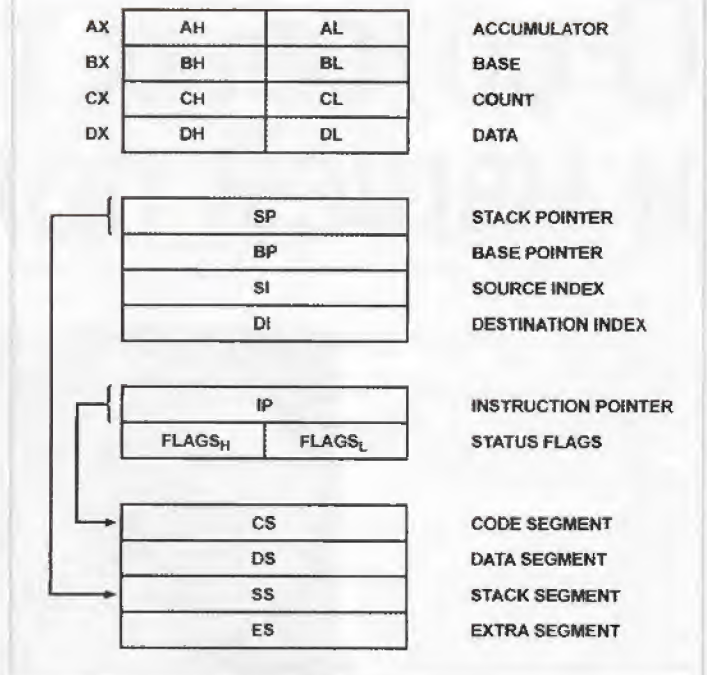 AX AH AL ACCUMULATOR
BX BH BL BASE
CX CH CL COUNT
DX DH DL DATA
SP STACK POINTER
BP BASE POINTER
SI SOURCE INDEX
DI DESTINATION INDEX
IP INSTRUCTION POINTER
FLAGSH FLAGSL STATUS FLAGS
CS CODE SEGMENT
DS DATA SEGMENT
SS STACK SEGMENT
ES EXTRA SEGMENT